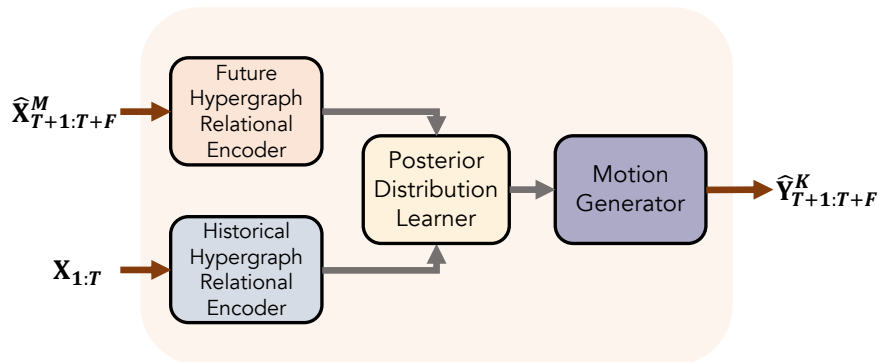 Future
Hypergraph
Relational
Encoder
X̂^M_{T+1:T+F}
Posterior
Distribution
Learner
Motion
Generator
Ŷ^K_{T+1:T+F}
Historical
Hypergraph
Relational
Encoder
X_{1:T}